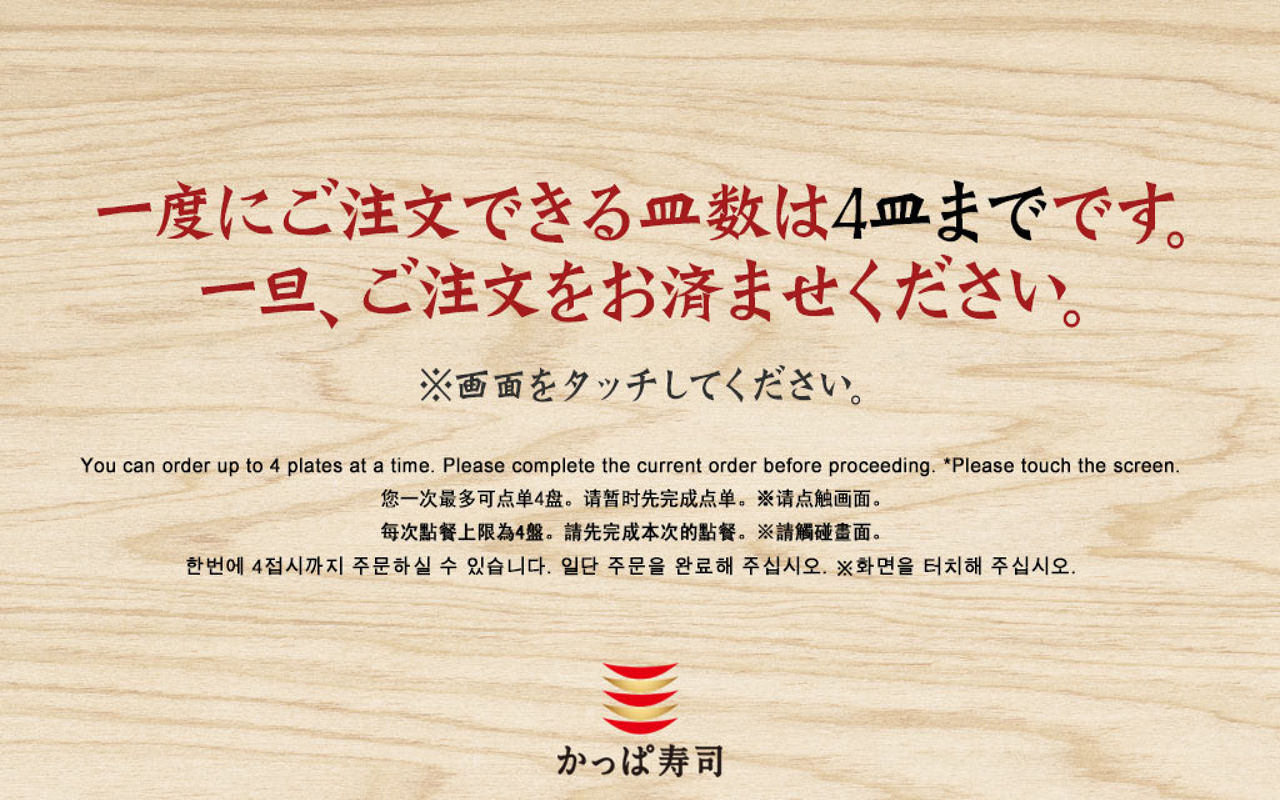 一度にご注文できる皿数は4皿までです。
一旦、ご注文をお済ませください。
※画面をタッチしてください。
You can order up to 4 plates at a time. Please complete the current order before proceeding. *Please touch the screen.
您一次最多可点单4盘。请暂时先完成点单。※请点触画面。
每次點餐上限為4盤。請先完成本次的點餐。※請觸碰畫面。
한번에 4접시까지 주문하실 수 있습니다. 일단 주문을 완료해 주십시오. ※화면을 터치해 주십시오.
かっぱ寿司